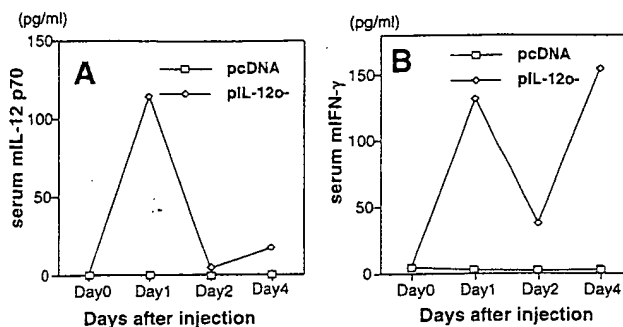 (pg/ml)
150
100
50
0
serum mIL-12 p70
A
pcDNA
pIL-12o-
Day0 Day1 Day2 Day4
Days after injection
(pg/ml)
150
100
50
0
serum mIFN-γ
B
pcDNA
pIL-12o-
Day0 Day1 Day2 Day4
Days after injection